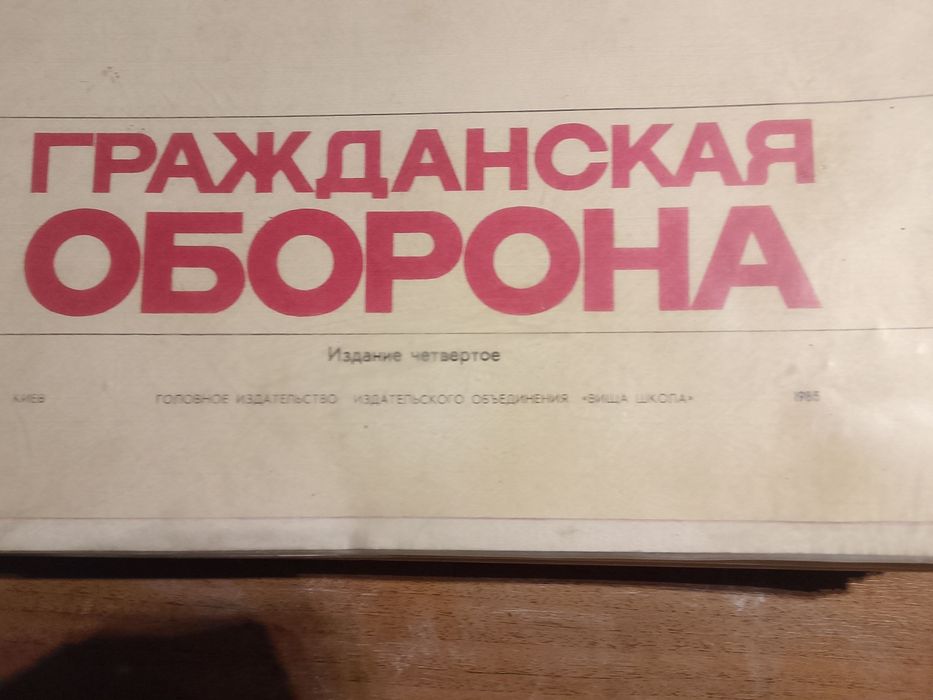 ГРАЖДАНСКАЯ
ОБОРОНА
Издание четвертое
КИЕВ ГОЛОВНОЕ ИЗДАТЕЛЬСТВО ИЗДАТЕЛЬСКОГО ОБЪЕДИНЕНИЯ «ВИЩА ШКОЛА» 1985